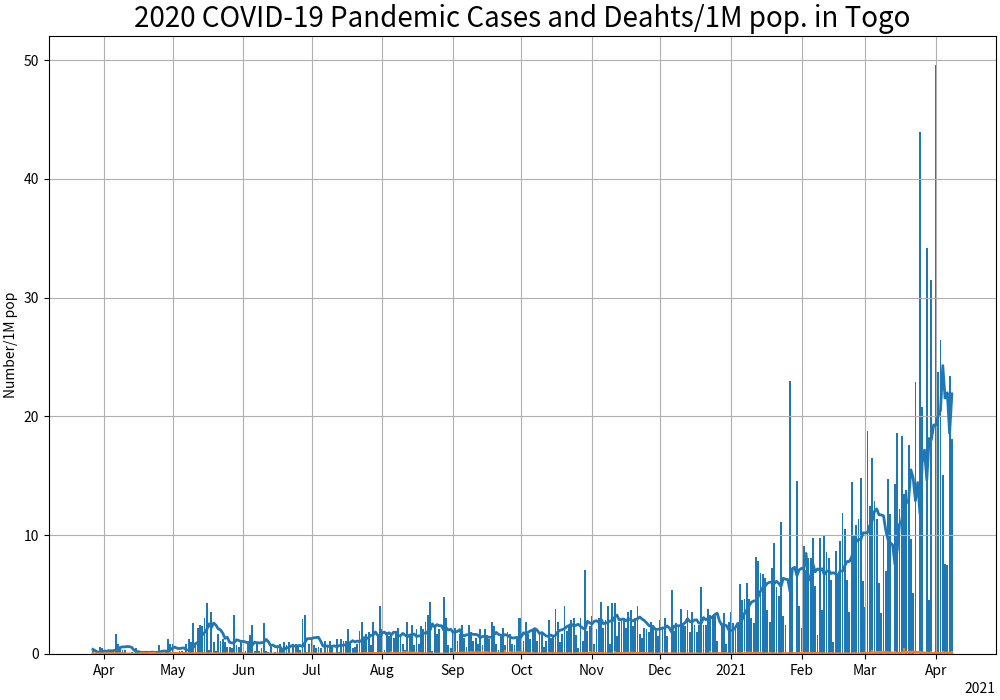 2020 COVID-19 Pandemic Cases and Deahts/1M pop. in Togo
Number/1M pop
50
40
30
20
10
0
Apr May Jun Jul Aug Sep Oct Nov Dec 2021 Feb Mar Apr
2021